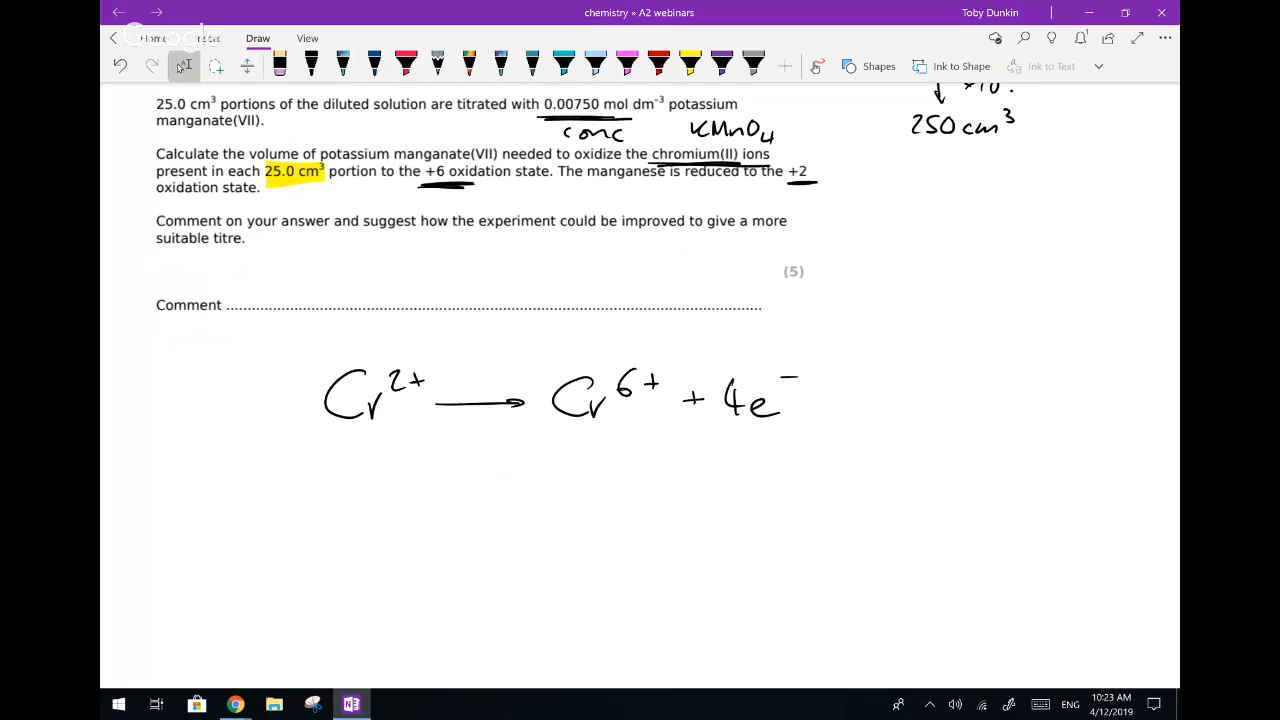 chemistry » A2 webinars
Toby Dunkin
Google
Home
Insert
Draw
View
Shapes
Ink to Shape
Ink to Text
25.0 cm³ portions of the diluted solution are titrated with 0.00750 mol dm⁻³ potassium
manganate(VII).
conc
KMnO₄
250 cm³
Calculate the volume of potassium manganate(VII) needed to oxidize the chromium(II) ions
present in each 25.0 cm³ portion to the +6 oxidation state. The manganese is reduced to the +2
oxidation state.
Comment on your answer and suggest how the experiment could be improved to give a more
suitable titre.
(5)
Comment ....................................................................................................................
Cr²⁺ ⟶ Cr⁶⁺ + 4e⁻
ENG
10:23 AM
4/12/2019